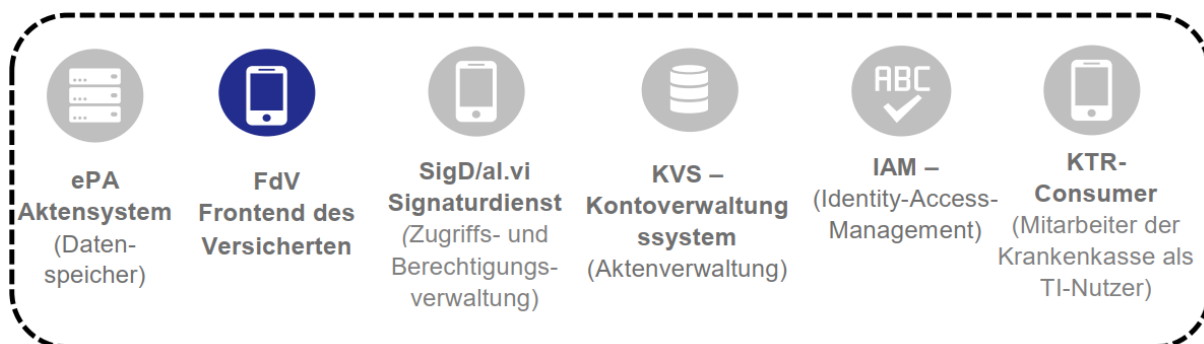 ePA
Aktensystem
(Daten-
speicher)
FdV
Frontend des
Versicherten
SigD/al.vi
Signaturdienst
(Zugriffs- und
Berechtigungs-
verwaltung)
KVS –
Kontoverwaltung
ssystem
(Aktenverwaltung)
ABC
IAM –
(Identity-Access-
Management)
KTR-
Consumer
(Mitarbeiter der
Krankenkasse als
TI-Nutzer)